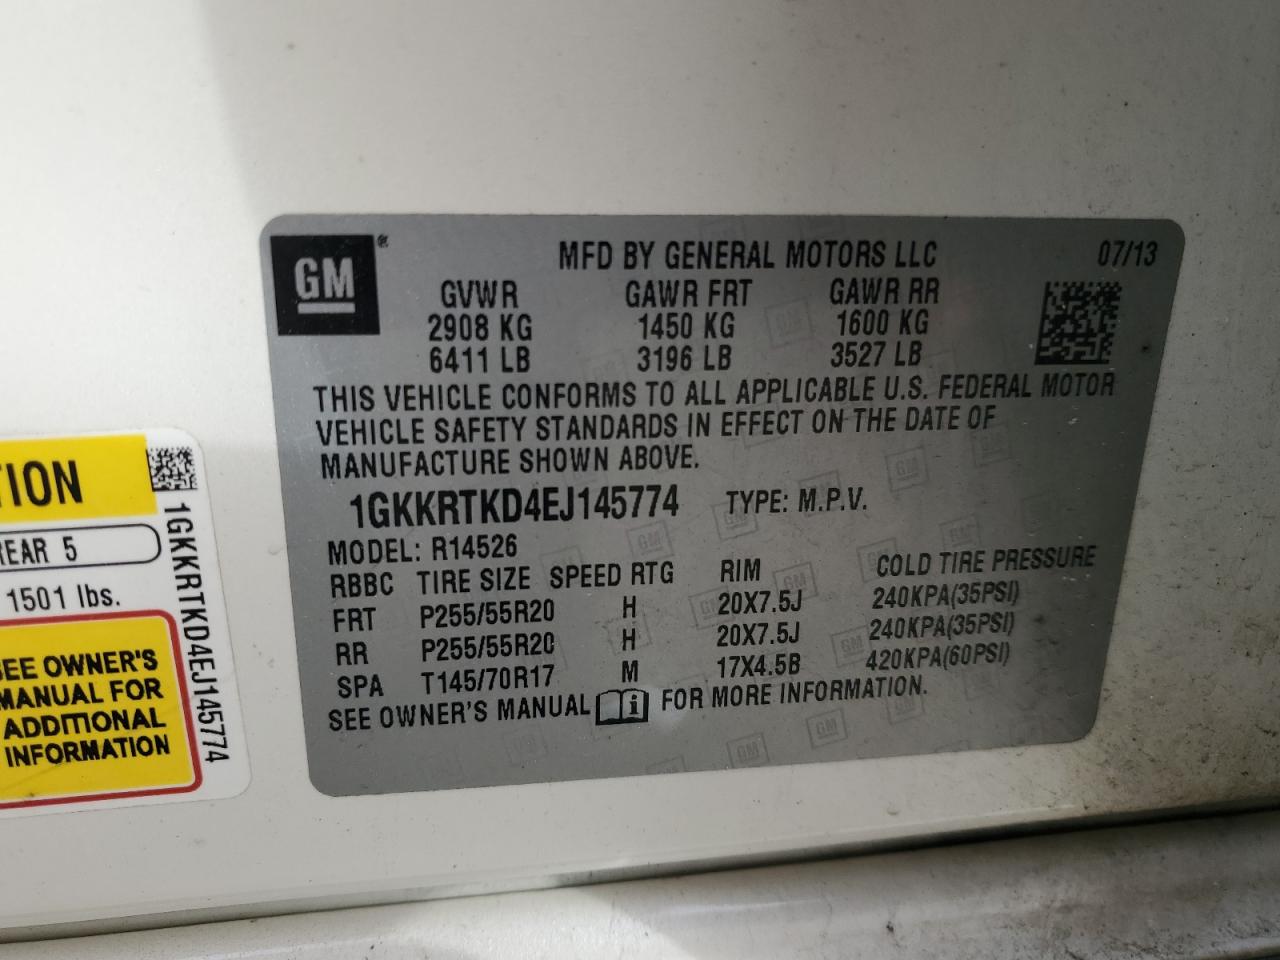 GM®
MFD BY GENERAL MOTORS LLC 07/13
GVWR GAWR FRT GAWR RR
2908 KG 1450 KG 1600 KG
6411 LB 3196 LB 3527 LB
THIS VEHICLE CONFORMS TO ALL APPLICABLE U.S. FEDERAL MOTOR
VEHICLE SAFETY STANDARDS IN EFFECT ON THE DATE OF
MANUFACTURE SHOWN ABOVE.
1GKKRTKD4EJ145774 TYPE: M.P.V.
MODEL: R14526
RBBC TIRE SIZE SPEED RTG RIM COLD TIRE PRESSURE
FRT P255/55R20 H 20X7.5J 240KPA(35PSI)
RR P255/55R20 H 20X7.5J 240KPA(35PSI)
SPA T145/70R17 M 17X4.5B 420KPA(60PSI)
SEE OWNER'S MANUAL i FOR MORE INFORMATION.
TION
REAR 5
1501 lbs.
SEE OWNER'S
MANUAL FOR
ADDITIONAL
INFORMATION
1GKKRTKD4EJ145774